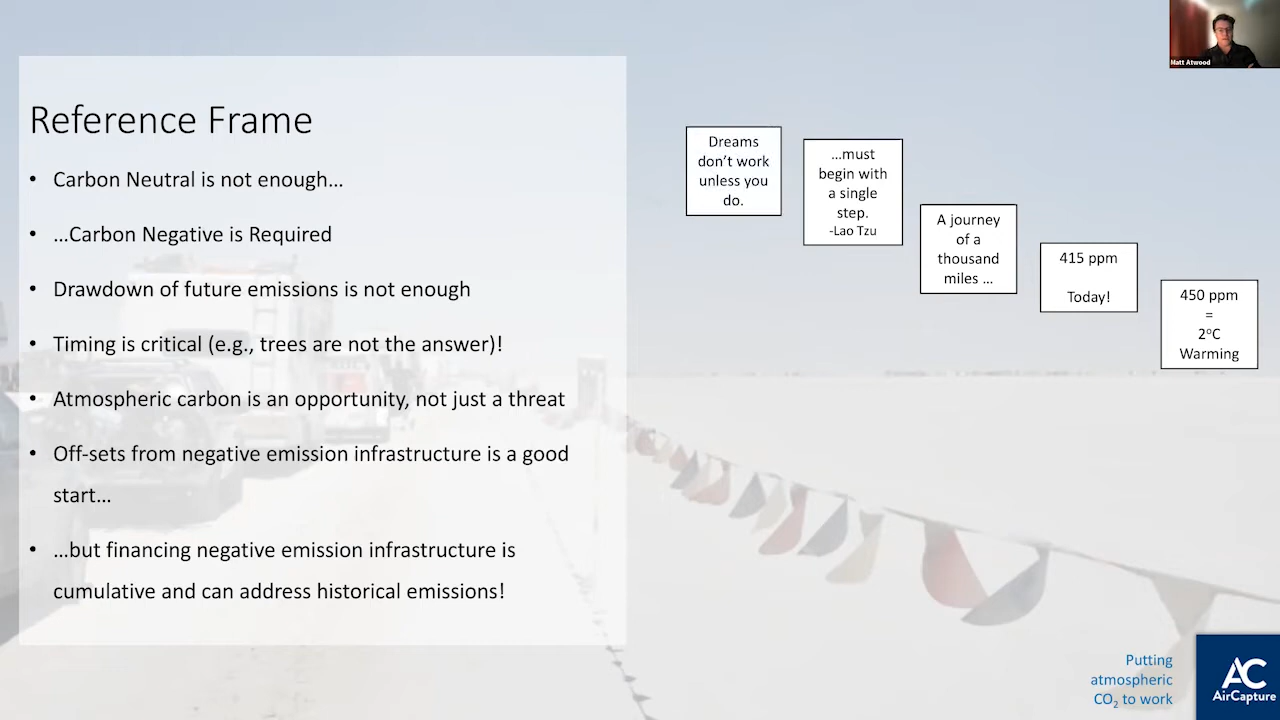 Matt Atwood
Reference Frame
• Carbon Neutral is not enough…
• …Carbon Negative is Required
• Drawdown of future emissions is not enough
• Timing is critical (e.g., trees are not the answer)!
• Atmospheric carbon is an opportunity, not just a threat
• Off-sets from negative emission infrastructure is a good
start…
• …but financing negative emission infrastructure is
cumulative and can address historical emissions!
Dreams
don’t work
unless you
do.
…must
begin with
a single
step.
-Lao Tzu
A journey
of a
thousand
miles …
415 ppm
Today!
450 ppm
=
2°C
Warming
Putting
atmospheric
CO₂ to work
AC
AirCapture